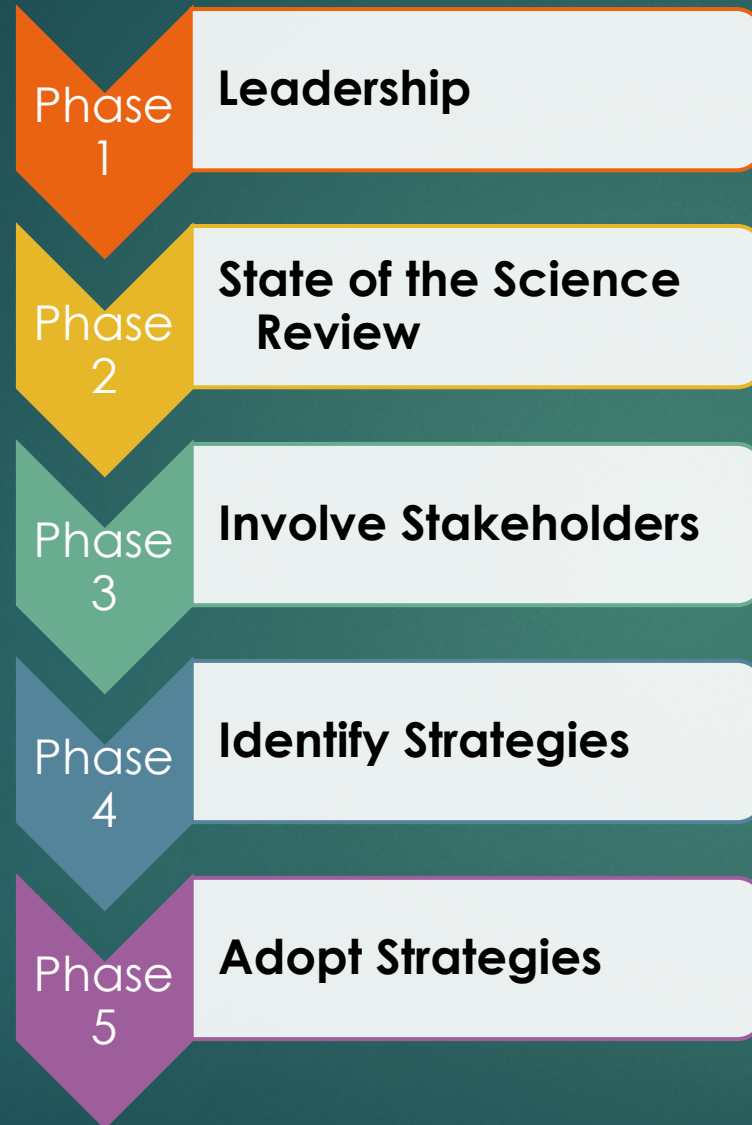 Phase
1
Leadership
Phase
2
State of the Science
Review
Phase
3
Involve Stakeholders
Phase
4
Identify Strategies
Phase
5
Adopt Strategies